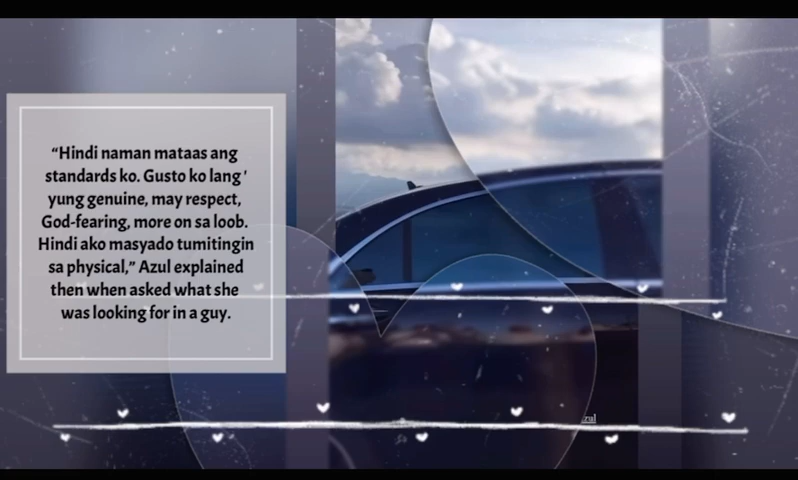 “Hindi naman mataas ang
standards ko. Gusto ko lang '
yung genuine, may respect,
God-fearing, more on sa loob.
Hindi ako masyado tumitingin
sa physical,” Azul explained
then when asked what she
was looking for in a guy.